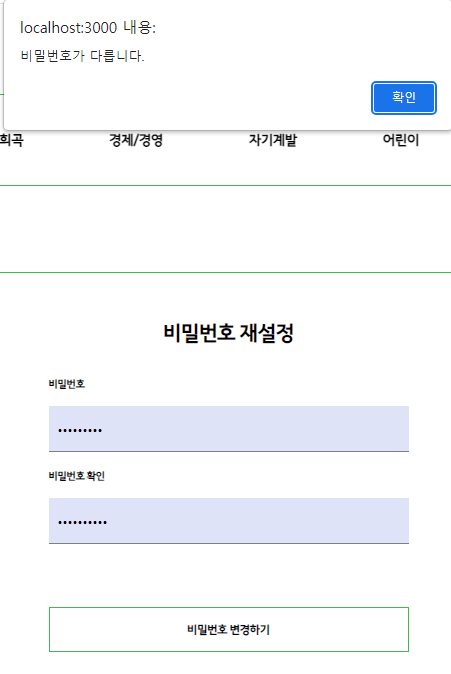 localhost:3000 내용:
비밀번호가 다릅니다.
확인
희곡 경제/경영 자기계발 어린이
비밀번호 재설정
비밀번호
•••••••••
비밀번호 확인
••••••••••
비밀번호 변경하기